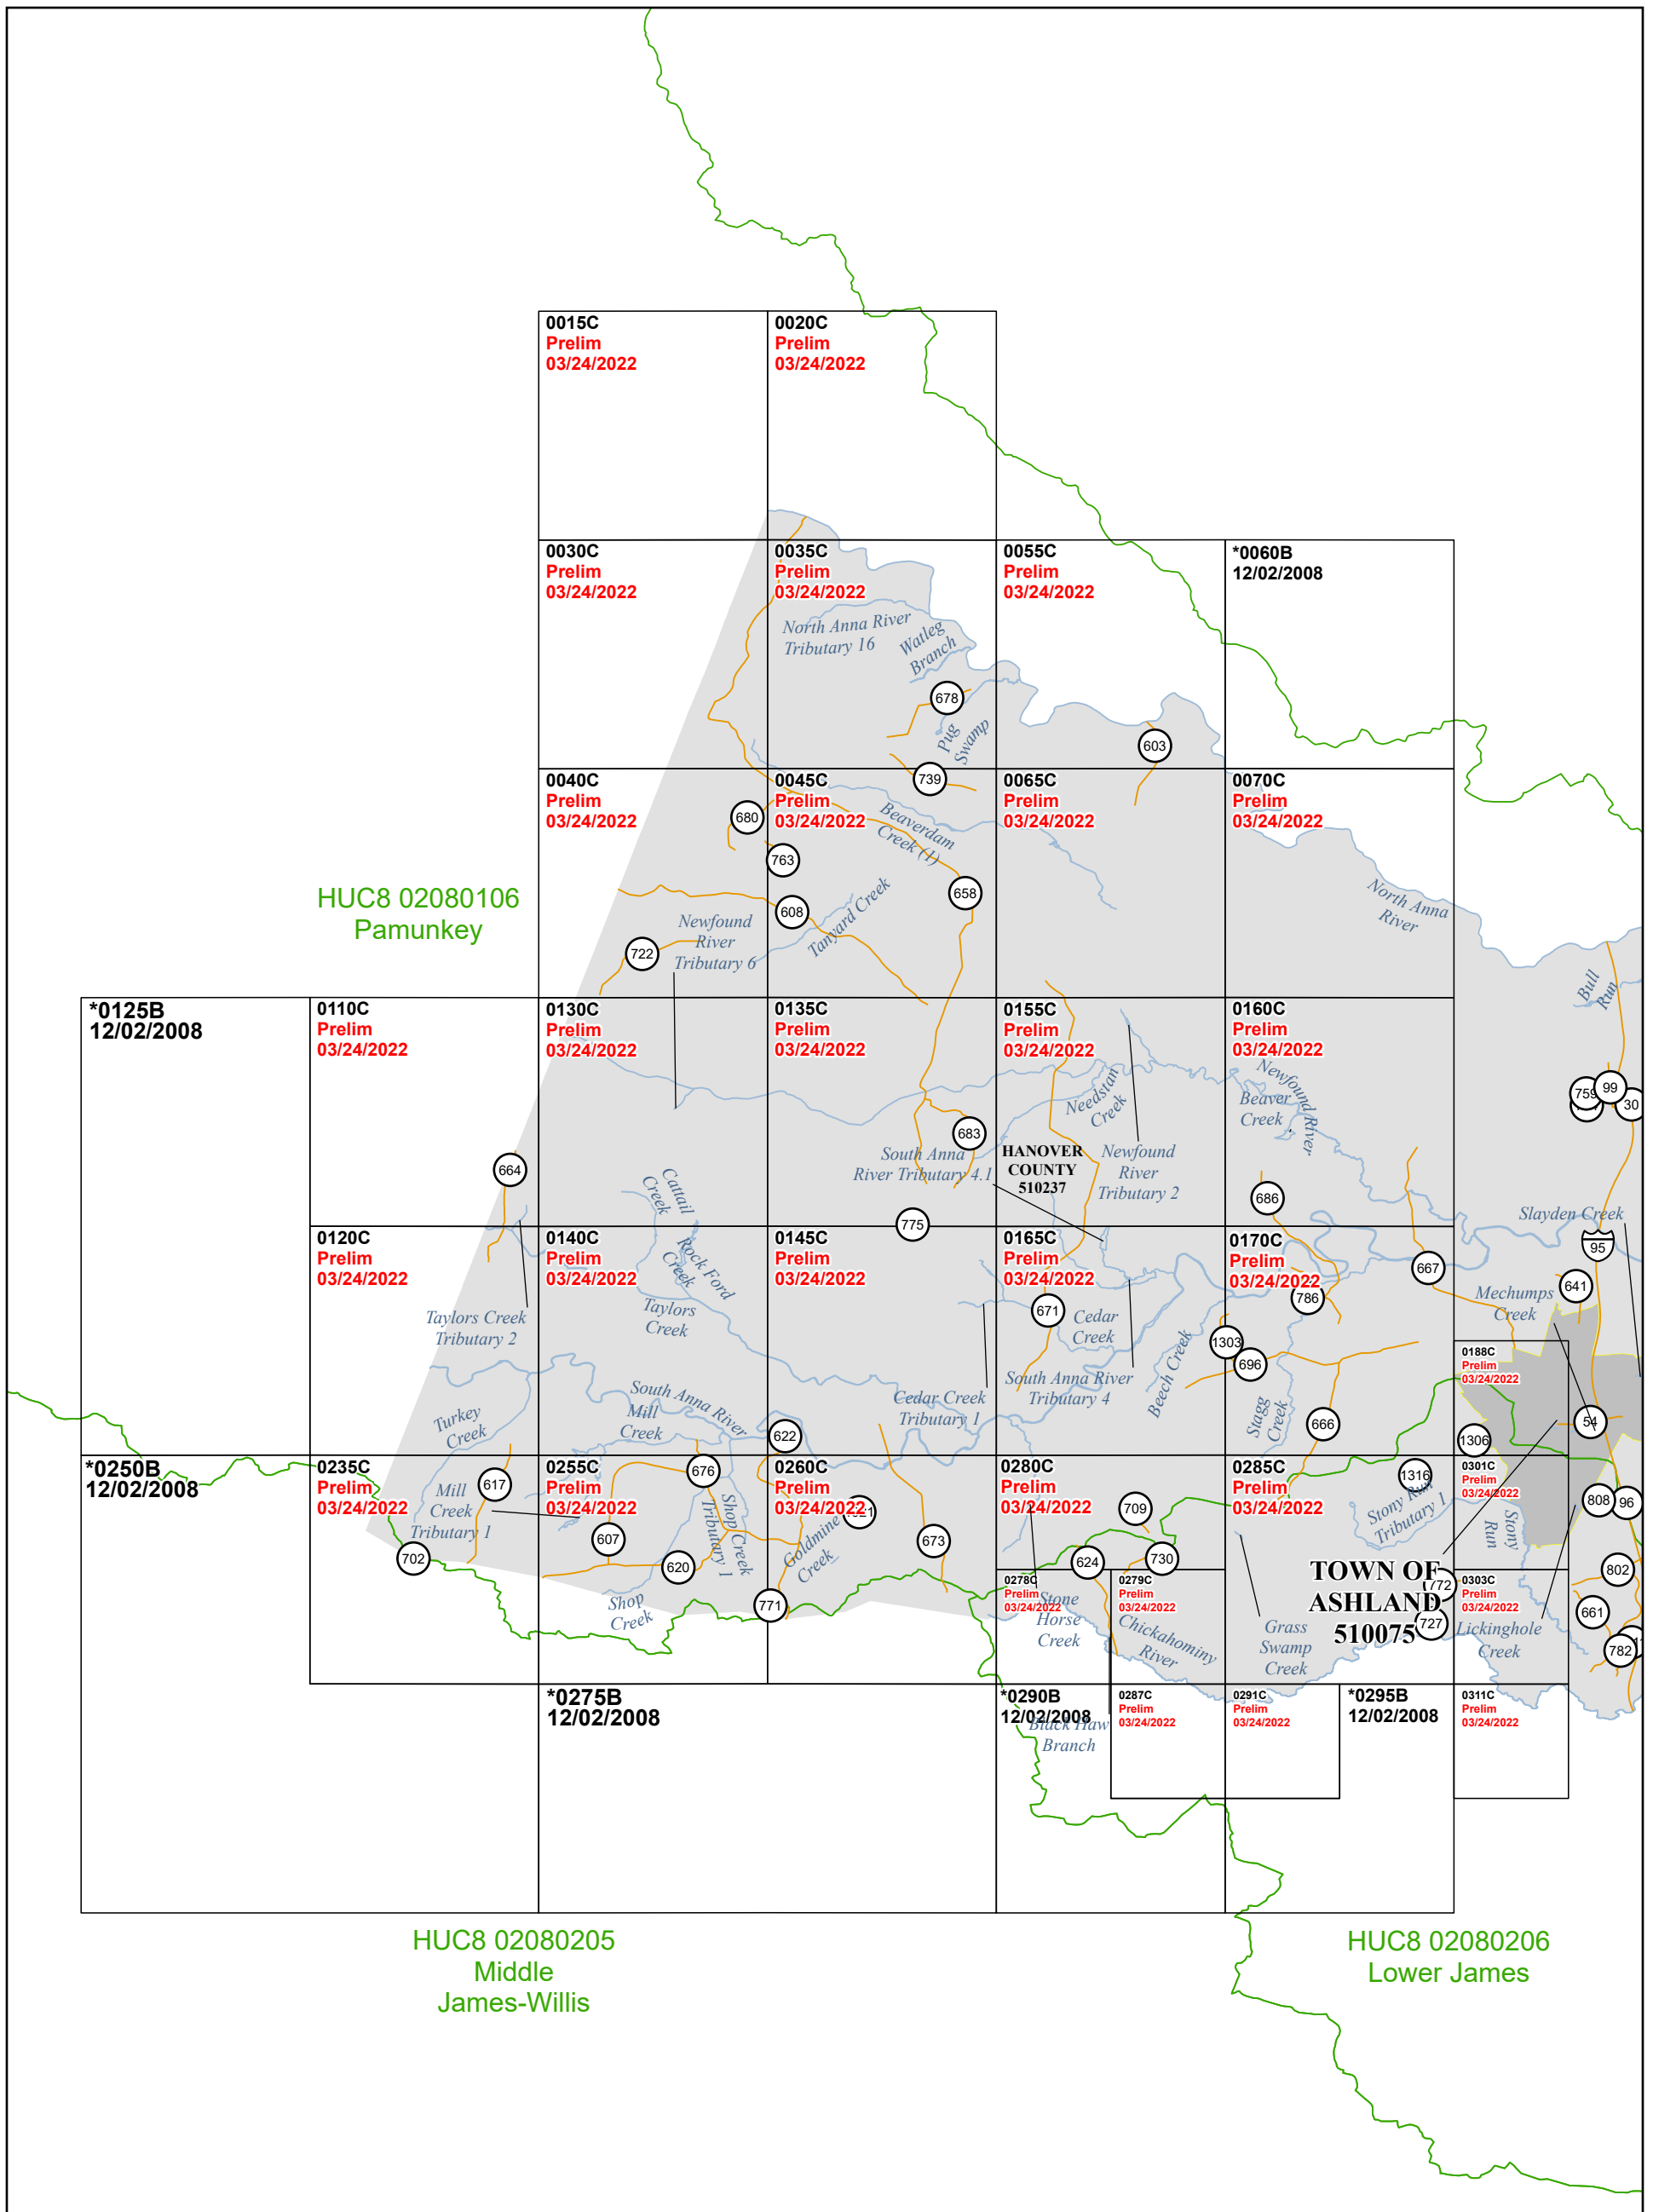 0015C
Prelim
03/24/2022
0020C
Prelim
03/24/2022
0030C
Prelim
03/24/2022
0035C
Prelim
03/24/2022
0055C
Prelim
03/24/2022
*0060B
12/02/2008
North Anna River
Tributary 16
Watleg
Branch
678
Pug
Swamp
603
0040C
Prelim
03/24/2022
0045C
Prelim
03/24/2022
739
0065C
Prelim
03/24/2022
0070C
Prelim
03/24/2022
680
763
Beaverdam
Creek (1)
658
608
Tanyard Creek
722
Newfound
River
Tributary 6
North Anna
River
HUC8 02080106
Pamunkey
Bull
Run
*0125B
12/02/2008
0110C
Prelim
03/24/2022
0130C
Prelim
03/24/2022
0135C
Prelim
03/24/2022
0155C
Prelim
03/24/2022
0160C
Prelim
03/24/2022
Needstan
Creek
Newfound River
Beaver
Creek
759
99
30
683
South Anna
River Tributary 4.1
HANOVER
COUNTY
510237
Newfound
River
Tributary 2
664
Cattail
Creek
686
775
Slayden Creek
95
0120C
Prelim
03/24/2022
0140C
Prelim
03/24/2022
0145C
Prelim
03/24/2022
0165C
Prelim
03/24/2022
0170C
Prelim
03/24/2022
Rock Ford
Creek
Taylors
Creek
Taylors Creek
Tributary 2
671
Cedar
Creek
786
667
641
Mechumps
Creek
1303
696
Beech Creek
South Anna River
Tributary 4
Cedar Creek
Tributary 1
South Anna River
Mill
Creek
Turkey
Creek
Stagg
Creek
666
0188C
Prelim
03/24/2022
54
1306
622
*0250B
12/02/2008
0235C
Prelim
03/24/2022
0255C
Prelim
03/24/2022
0260C
Prelim
03/24/2022
0280C
Prelim
03/24/2022
0285C
Prelim
03/24/2022
0301C
Prelim
03/24/2022
617
676
Mill
Creek
Tributary 1
607
620
702
Shop Creek
Tributary 1
Shop
Creek
Goldmine
Creek
673
771
709
624
730
1316
Stony Run
Tributary 1
Stony
Run
808
96
802
0278C
Prelim
03/24/2022
0279C
Prelim
03/24/2022
0303C
Prelim
03/24/2022
Stone
Horse
Creek
Chickahominy
River
Grass
Swamp
Creek
TOWN OF
ASHLAND
510075
772
727
Lickinghole
Creek
661
782
*0275B
12/02/2008
*0290B
12/02/2008
Black Haw
Branch
0287C
Prelim
03/24/2022
0291C
Prelim
03/24/2022
*0295B
12/02/2008
0311C
Prelim
03/24/2022
HUC8 02080205
Middle
James-Willis
HUC8 02080206
Lower James